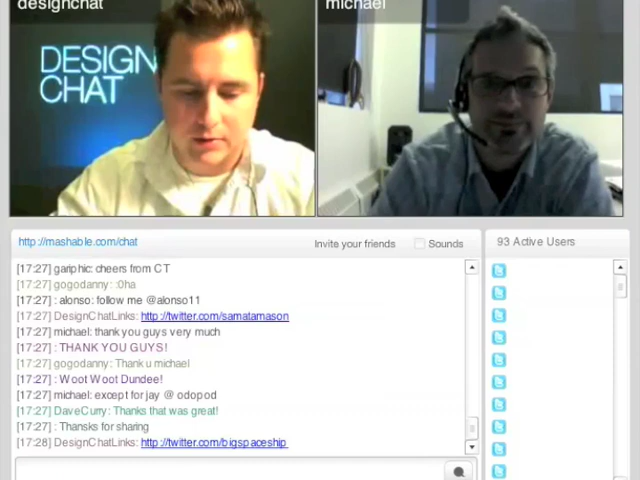 designchat
michael
DESIGN
CHAT
http://mashable.com/chat
Invite your friends
Sounds
93 Active Users
[17:27] gariphic: cheers from CT
[17:27] gogodanny: :0ha
[17:27] : alonso: follow me @alonso11
[17:27] DesignChatLinks: http://twitter.com/samatamason
[17:27] michael: thank you guys very much
[17:27] : THANK YOU GUYS!
[17:27] gogodanny: Thank u michael
[17:27] : Woot Woot Dundee!
[17:27] michael: except for jay @ odopod
[17:27] DaveCurry: Thanks that was great!
[17:27] : Thansks for sharing
[17:28] DesignChatLinks: http://twitter.com/bigspaceship